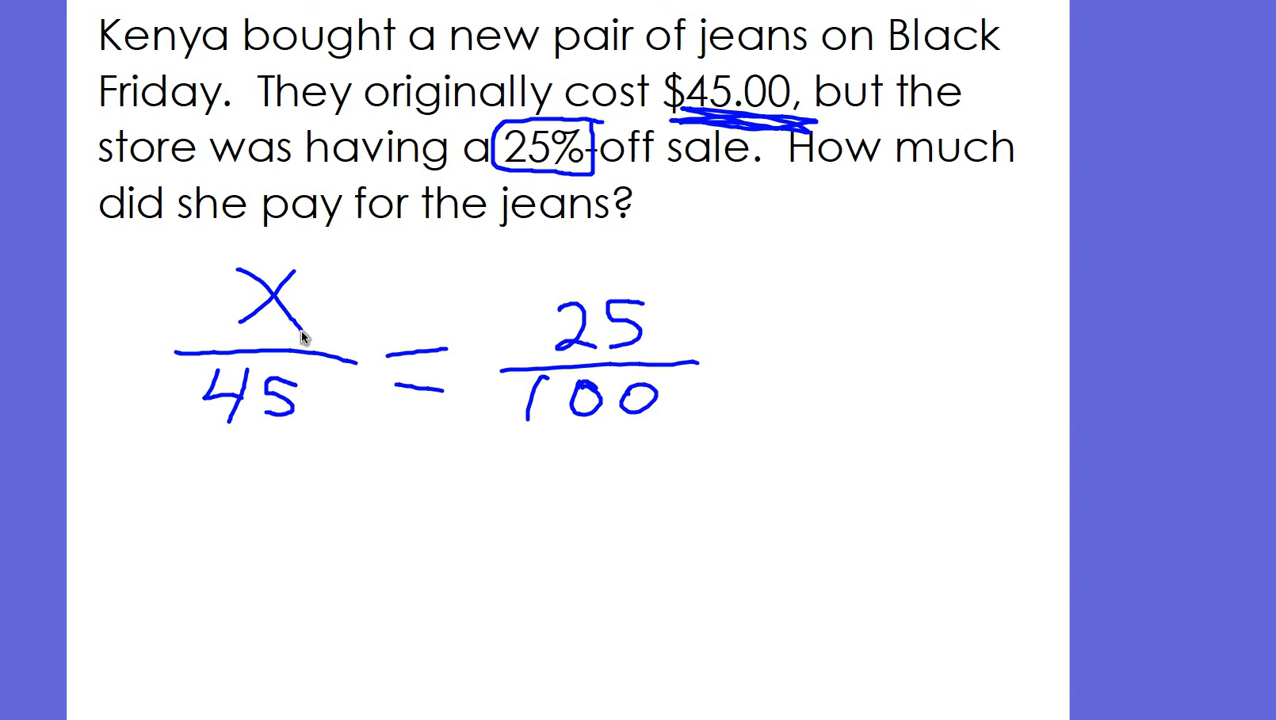 Kenya bought a new pair of jeans on Black
Friday. They originally cost $45.00, but the
store was having a 25%-off sale. How much
did she pay for the jeans?
X
25
=
45
100